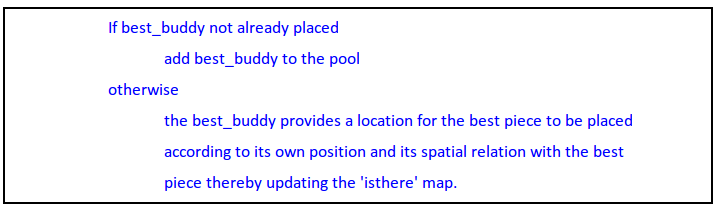 If best_buddy not already placed
add best_buddy to the pool
otherwise
the best_buddy provides a location for the best piece to be placed
according to its own position and its spatial relation with the best
piece thereby updating the 'isthere' map.